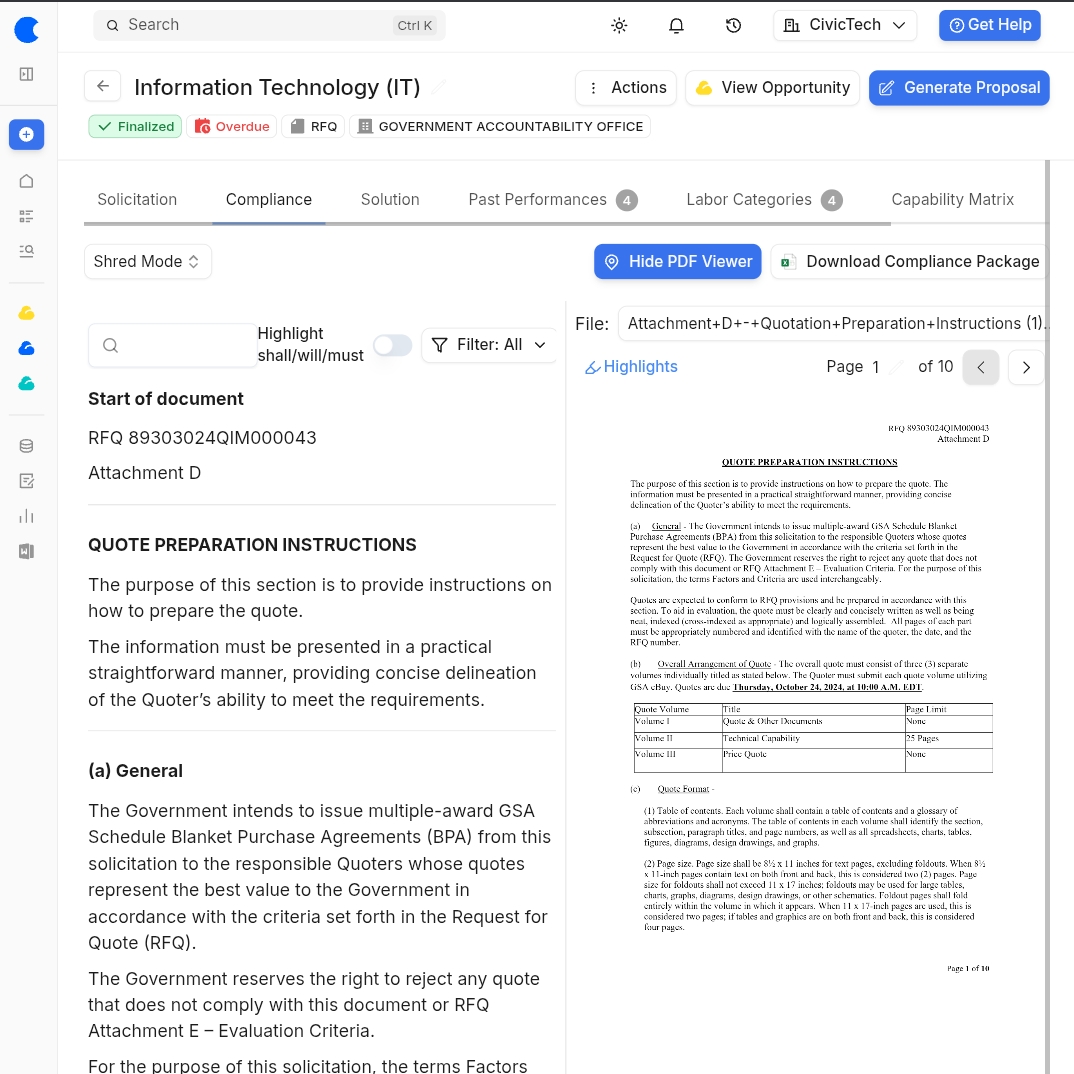 Search
Ctrl K
CivicTech
Get Help
Information Technology (IT)
Actions
View Opportunity
Generate Proposal
Finalized
Overdue
RFQ
GOVERNMENT ACCOUNTABILITY OFFICE
Solicitation
Compliance
Solution
Past Performances 4
Labor Categories 4
Capability Matrix
Shred Mode
Hide PDF Viewer
Download Compliance Package
Highlight
shall/will/must
Filter: All
Start of document
RFQ 89303024QIM000043
Attachment D
QUOTE PREPARATION INSTRUCTIONS
The purpose of this section is to provide instructions on
how to prepare the quote.
The information must be presented in a practical
straightforward manner, providing concise delineation
of the Quoter’s ability to meet the requirements.
(a) General
The Government intends to issue multiple-award GSA
Schedule Blanket Purchase Agreements (BPA) from this
solicitation to the responsible Quoters whose quotes
represent the best value to the Government in
accordance with the criteria set forth in the Request for
Quote (RFQ).
The Government reserves the right to reject any quote
that does not comply with this document or RFQ
Attachment E – Evaluation Criteria.
For the purpose of this solicitation, the terms Factors
File:
Attachment+D+-+Quotation+Preparation+Instructions (1)..
Highlights
Page 1 of 10
RFQ 89303024QIM000043
Attachment D
QUOTE PREPARATION INSTRUCTIONS
The purpose of this section is to provide instructions on how to prepare the quote. The
information must be presented in a practical straightforward manner, providing concise
delineation of the Quoter’s ability to meet the requirements.
(a) General - The Government intends to issue multiple-award GSA Schedule Blanket
Purchase Agreements (BPA) from this solicitation to the responsible Quoters whose quotes
represent the best value to the Government in accordance with the criteria set forth in the
Request for Quote (RFQ). The Government reserves the right to reject any quote that does not
comply with this document or RFQ Attachment E – Evaluation Criteria. For the purpose of this
solicitation, the terms Factors and Criteria are used interchangeably.
Quotes are expected to conform to RFQ provisions and be prepared in accordance with this
section. To aid in evaluation, the quote must be clearly and concisely written as well as being
neat, indexed (cross-indexed as appropriate) and logically assembled. All pages of each part
must be appropriately numbered and identified with the name of the quoter, the date, and the
RFQ number.
(b) Overall Arrangement of Quote - The overall quote must consist of three (3) separate
volumes individually titled as stated below. The Quoter must submit each quote volume utilizing
GSA eBuy. Quotes are due Thursday, October 24, 2024, at 10:00 A.M. EDT.
Quote Volume Title Page Limit
Volume I Quote & Other Documents None
Volume II Technical Capability 25 Pages
Volume III Price Quote None
(c) Quote Format -
(1) Table of contents. Each volume shall contain a table of contents and a glossary of
abbreviations and acronyms. The table of contents in each volume shall identify the section,
subsection, paragraph titles, and page numbers, as well as all spreadsheets, charts, tables,
figures, diagrams, design drawings, and graphs.
(2) Page size. Page size shall be 8½ x 11 inches for text pages, excluding foldouts. When 8½
x 11-inch pages contain text on both front and back, this is considered two (2) pages. Page
size for foldouts shall not exceed 11 x 17 inches; foldouts may be used for large tables,
charts, graphs, diagrams, design drawings, or other schematics. Foldout pages shall fold
entirely within the volume in which it appears. When 11 x 17-inch pages are used, this is
considered two pages; if tables and graphics are on both front and back, this is considered
four pages.
Page 1 of 10